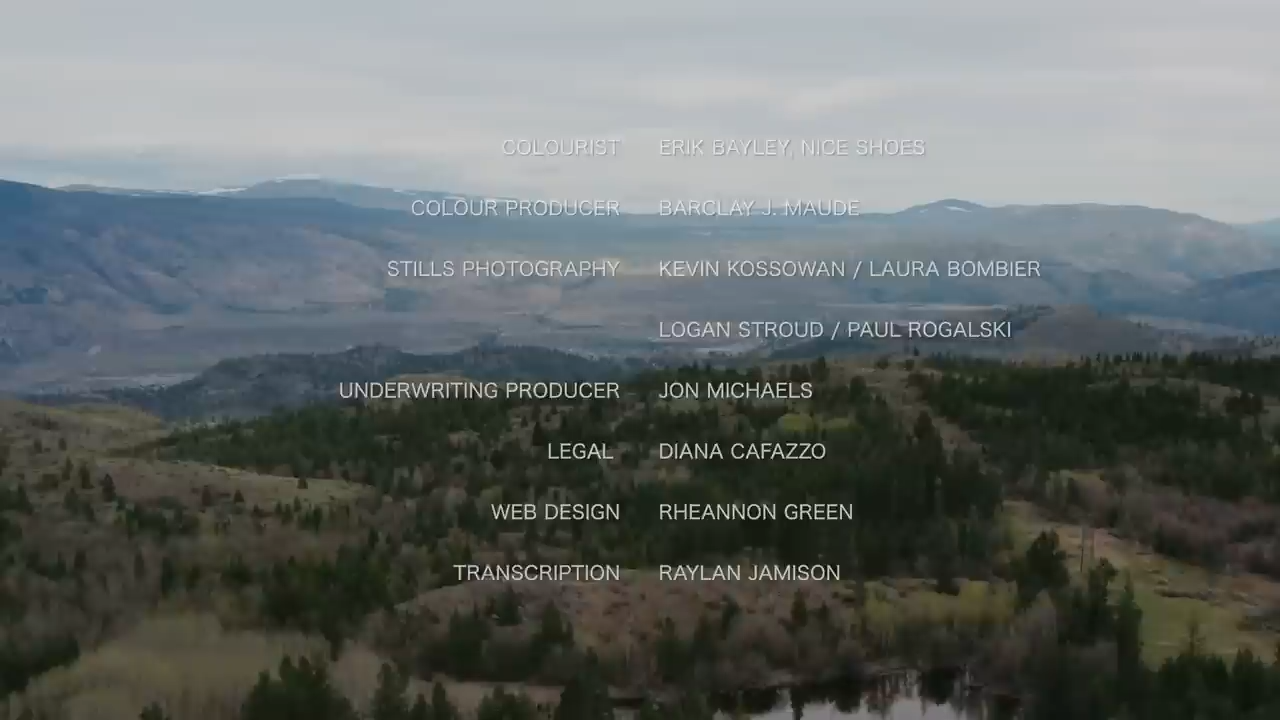 COLOURIST ERIK BAYLEY, NICE SHOES
COLOUR PRODUCER BARCLAY J. MAUDE
STILLS PHOTOGRAPHY KEVIN KOSSOWAN / LAURA BOMBIER
LOGAN STROUD / PAUL ROGALSKI
UNDERWRITING PRODUCER JON MICHAELS
LEGAL DIANA CAFAZZO
WEB DESIGN RHEANNON GREEN
TRANSCRIPTION RAYLAN JAMISON